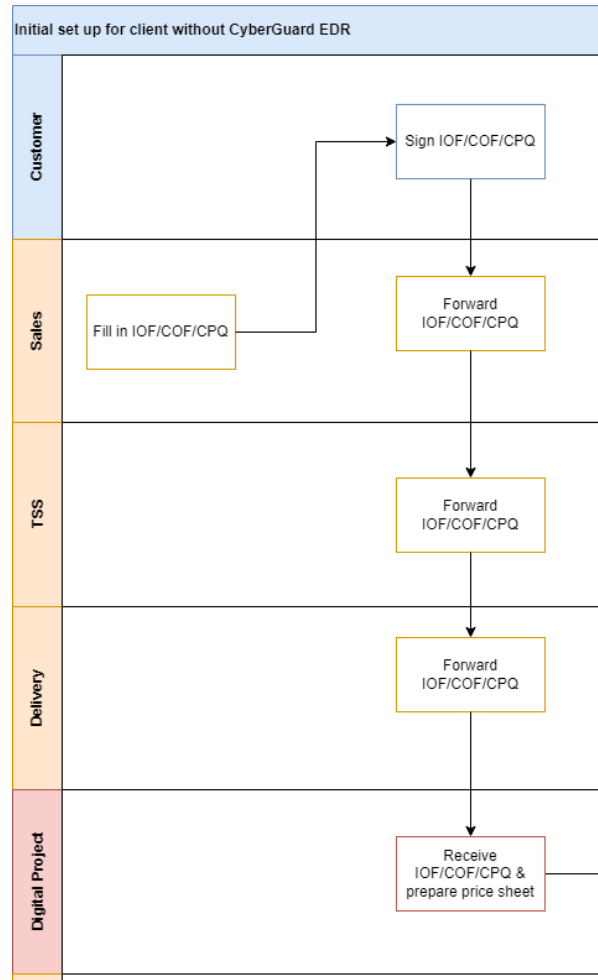 Initial set up for client without CyberGuard EDR
Customer
Sign IOF/COF/CPQ
Sales
Fill in IOF/COF/CPQ
Forward
IOF/COF/CPQ
TSS
Forward
IOF/COF/CPQ
Delivery
Forward
IOF/COF/CPQ
Digital Project
Receive
IOF/COF/CPQ &
prepare price sheet